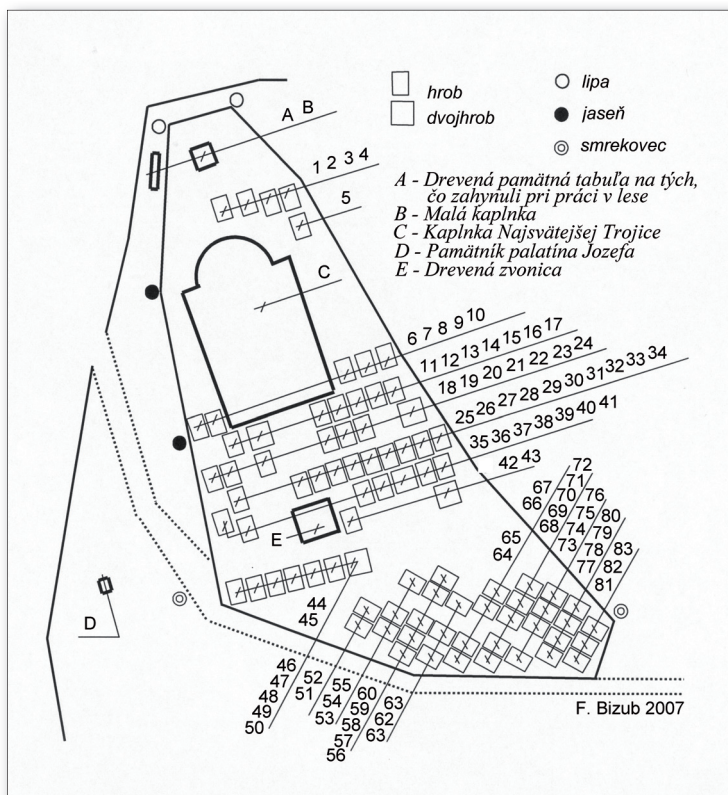 A B
1 2 3 4
5
C
hrob
dvojhrob
lipa
jaseň
smrekovec
A - Drevená pamätná tabuľa na tých,
čo zahynuli pri práci v lese
B - Malá kaplnka
C - Kaplnka Najsvätejšej Trojice
D - Pamätník palatína Jozefa
E - Drevená zvonica
6 7 8 9 10
11 12 13 14 15 16 17
18 19 20 21 22 23 24
25 26 27 28 29 30 31 32 33 34
35 36 37 38 39 40 41
42 43
E
D
44
45
46
47
48
49
50
52
51
55
54
53
60
59
58
57
56
63
62
63
65
64
67
66
72
71
70
69
68
76
75
74
73
80
79
78
77
83
82
81
F. Bizub 2007